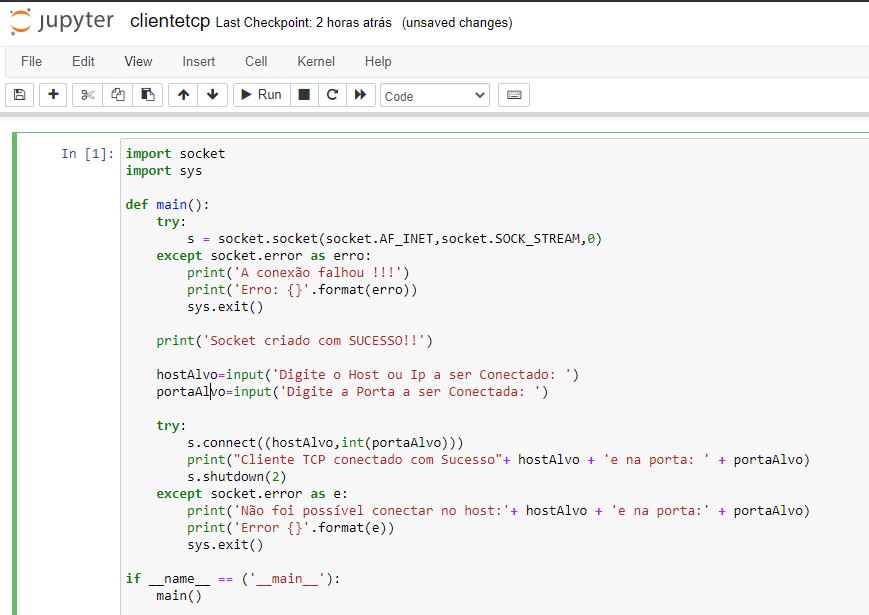 jupyter clientetcp Last Checkpoint: 2 horas atrás (unsaved changes)
File Edit View Insert Cell Kernel Help
Run Code
In [1]: import socket
import sys
def main():
try:
s = socket.socket(socket.AF_INET,socket.SOCK_STREAM,0)
except socket.error as erro:
print('A conexão falhou !!!')
print('Erro: {}'.format(erro))
sys.exit()
print('Socket criado com SUCESSO!!')
hostAlvo=input('Digite o Host ou Ip a ser Conectado: ')
portaAlvo=input('Digite a Porta a ser Conectada: ')
try:
s.connect((hostAlvo,int(portaAlvo)))
print("Cliente TCP conectado com Sucesso"+ hostAlvo + 'e na porta: ' + portaAlvo)
s.shutdown(2)
except socket.error as e:
print('Não foi possível conectar no host:'+ hostAlvo + 'e na porta:' + portaAlvo)
print('Error {}'.format(e))
sys.exit()
if __name__ == ('__main__'):
main()